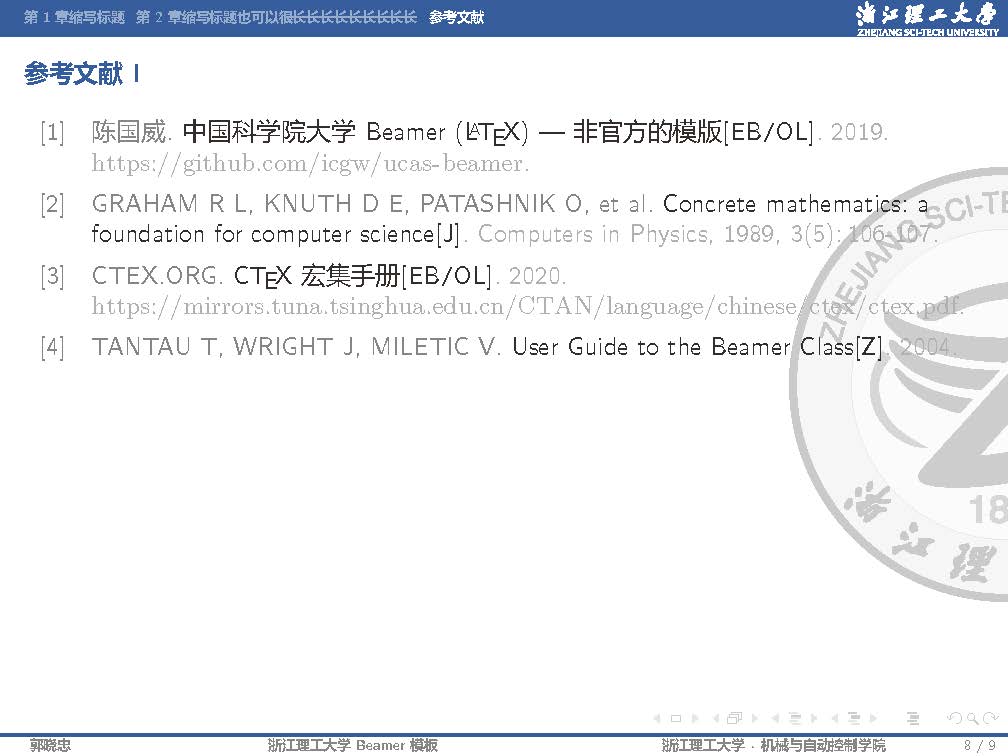 第 1 章缩写标题 第 2 章缩写标题也可以很长长长长长长长长长 参考文献
浙江理工大学
ZHEJIANG SCI-TECH UNIVERSITY
参考文献 I
[1] 陈国威. 中国科学院大学 Beamer (LATEX) — 非官方的模版[EB/OL]. 2019.
https://github.com/icgw/ucas-beamer.
[2] GRAHAM R L, KNUTH D E, PATASHNIK O, et al. Concrete mathematics: a
foundation for computer science[J]. Computers in Physics, 1989, 3(5): 106-107.
[3] CTEX.ORG. CTEX 宏集手册[EB/OL]. 2020.
https://mirrors.tuna.tsinghua.edu.cn/CTAN/language/chinese/ctex/ctex.pdf.
[4] TANTAU T, WRIGHT J, MILETIC V. User Guide to the Beamer Class[Z]. 2004.
ZHEJIANG SCI-TE
18
浙江理
郭晓忠 浙江理工大学 Beamer 模板 浙江理工大学 · 机械与自动控制学院 8 / 9